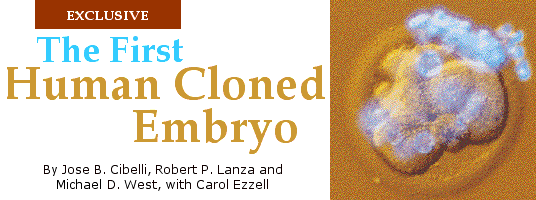 EXCLUSIVE
The First
Human Cloned
Embryo
By Jose B. Cibelli, Robert P. Lanza and
Michael D. West, with Carol Ezzell